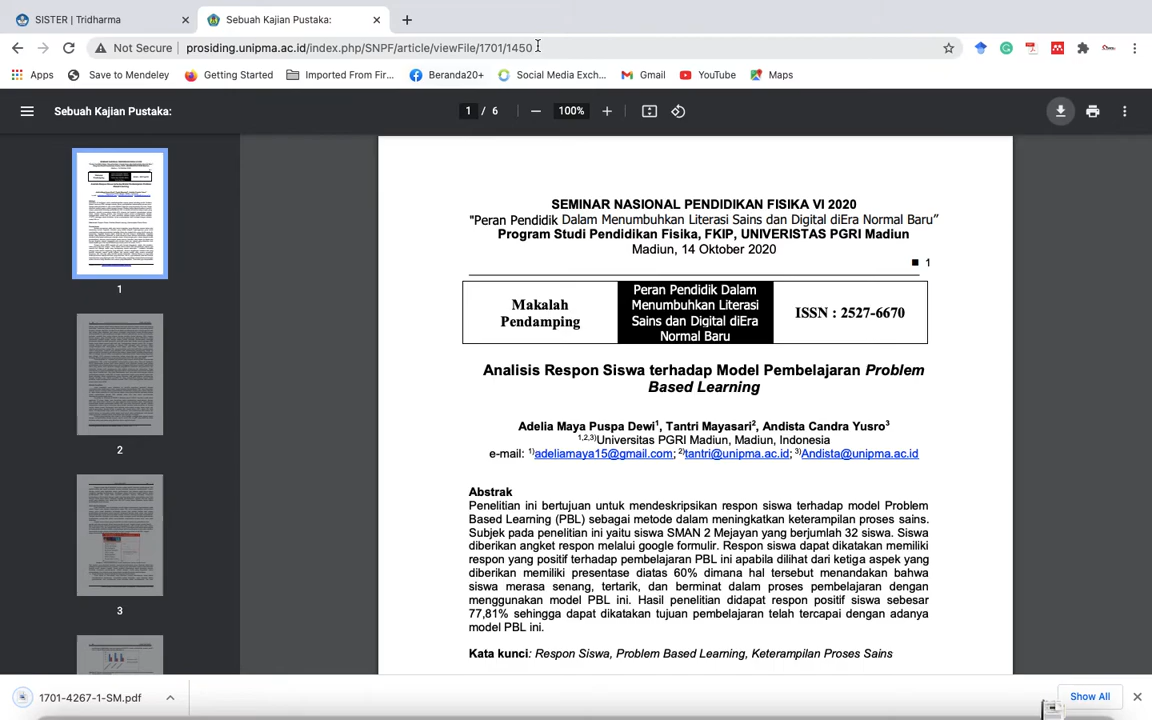 SISTER | Tridharma
Sebuah Kajian Pustaka:
Not Secure prosiding.unipma.ac.id/index.php/SNPF/article/viewFile/1701/1450
Apps Save to Mendeley Getting Started Imported From Fir... Beranda20+ Social Media Exch... Gmail YouTube Maps
Sebuah Kajian Pustaka: 1 / 6 100%
1
2
3
SEMINAR NASIONAL PENDIDIKAN FISIKA VI 2020
"Peran Pendidik Dalam Menumbuhkan Literasi Sains dan Digital diEra Normal Baru"
Program Studi Pendidikan Fisika, FKIP, UNIVERISTAS PGRI Madiun
Madiun, 14 Oktober 2020
■ 1
Makalah
Pendamping
Peran Pendidik Dalam
Menumbuhkan Literasi
Sains dan Digital diEra
Normal Baru
ISSN : 2527-6670
Analisis Respon Siswa terhadap Model Pembelajaran Problem
Based Learning
Adelia Maya Puspa Dewi1, Tantri Mayasari2, Andista Candra Yusro3
1,2,3)Universitas PGRI Madiun, Madiun, Indonesia
e-mail: 1)adeliamaya15@gmail.com; 2)tantri@unipma.ac.id; 3)Andista@unipma.ac.id
Abstrak
Penelitian ini bertujuan untuk mendeskripsikan respon siswa terhadap model Problem
Based Learning (PBL) sebagai metode dalam meningkatkan keterampilan proses sains.
Subjek pada penelitian ini yaitu siswa SMAN 2 Mejayan yang berjumlah 32 siswa. Siswa
diberikan angket respon melalui google formulir. Respon siswa dapat dikatakan memiliki
respon yang positif terhadap pembelajaran PBL ini apabila dilihat dari ketiga aspek yang
diberikan memiliki presentase diatas 60% dimana hal tersebut menandakan bahwa
siswa merasa senang, tertarik, dan berminat dalam proses pembelajaran dengan
menggunakan model PBL ini. Hasil penelitian didapat respon positif siswa sebesar
77,81% sehingga dapat dikatakan tujuan pembelajaran telah tercapai dengan adanya
model PBL ini.
Kata kunci: Respon Siswa, Problem Based Learning, Keterampilan Proses Sains
1701-4267-1-SM.pdf
Show All